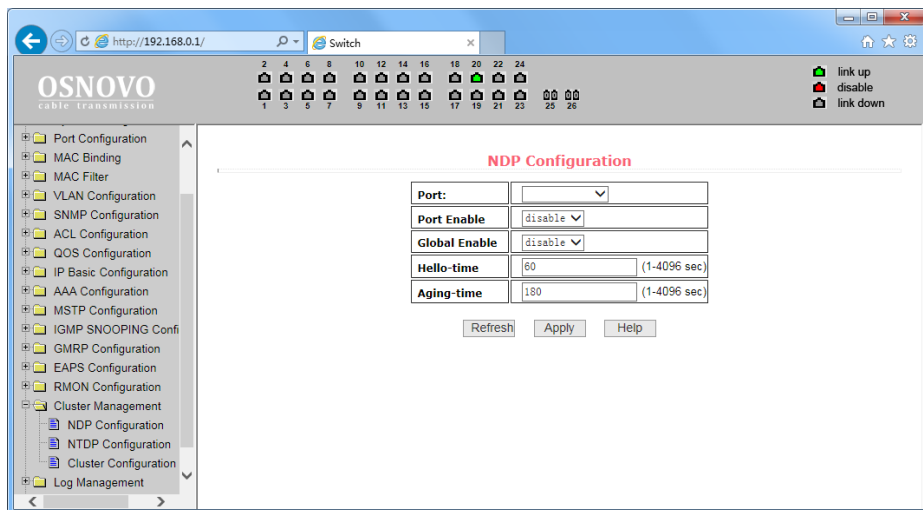 http://192.168.0.1/
Switch
OSNOVO
cable transmission
2 4 6 8 10 12 14 16 18 20 22 24
1 3 5 7 9 11 13 15 17 19 21 23 25 26
link up
disable
link down
Port Configuration
MAC Binding
MAC Filter
VLAN Configuration
SNMP Configuration
ACL Configuration
QOS Configuration
IP Basic Configuration
AAA Configuration
MSTP Configuration
IGMP SNOOPING Confi
GMRP Configuration
EAPS Configuration
RMON Configuration
Cluster Management
NDP Configuration
NTDP Configuration
Cluster Configuration
Log Management
NDP Configuration
Port:
Port Enable disable
Global Enable disable
Hello-time 60 (1-4096 sec)
Aging-time 180 (1-4096 sec)
Refresh Apply Help